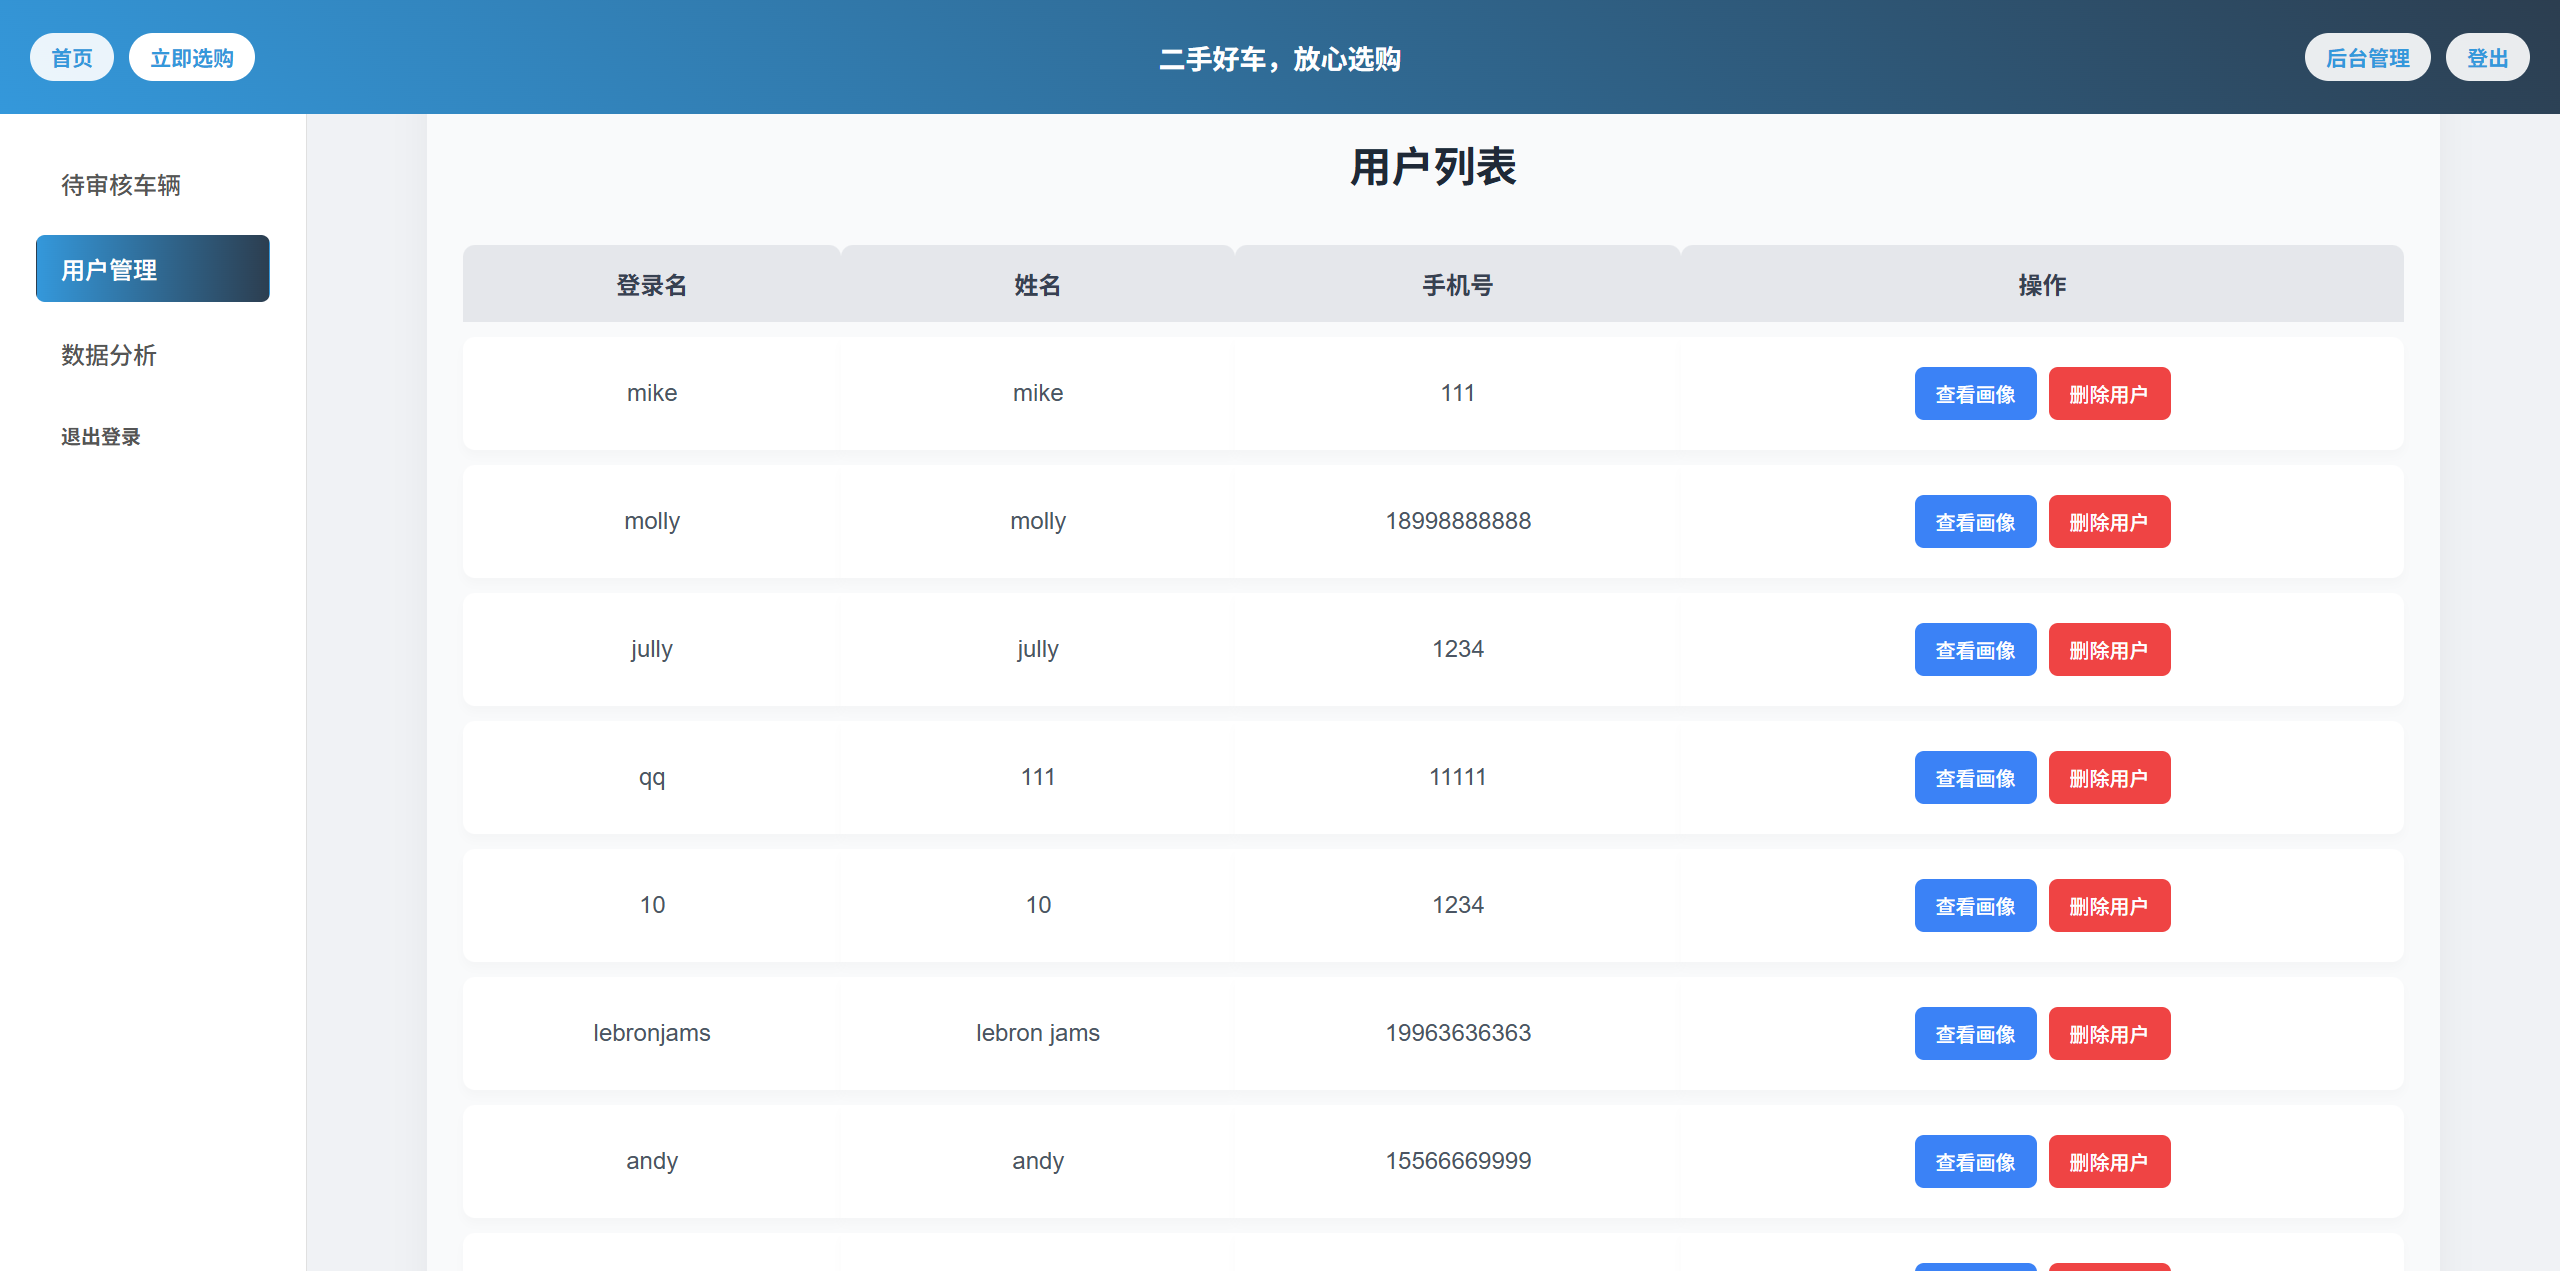 首页 立即选购 二手好车，放心选购 后台管理 登出
待审核车辆
用户管理
数据分析
退出登录
用户列表
登录名 姓名 手机号 操作
mike mike 111 查看画像 删除用户
molly molly 18998888888 查看画像 删除用户
jully jully 1234 查看画像 删除用户
qq 111 11111 查看画像 删除用户
10 10 1234 查看画像 删除用户
lebronjams lebron jams 19963636363 查看画像 删除用户
andy andy 15566669999 查看画像 删除用户